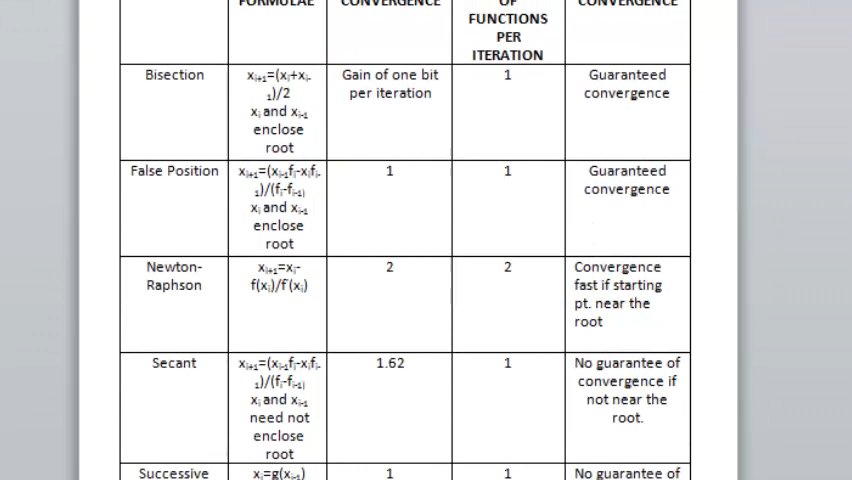 FORMULAE CONVERGENCE OF CONVERGENCE
FUNCTIONS
PER
ITERATION
Bisection xᵢ₊₁=(xᵢ+xᵢ₋ Gain of one bit 1 Guaranteed
₁)/2 per iteration convergence
xᵢ and xᵢ₋₁
enclose
root
False Position xᵢ₊₁=(xᵢ₋₁fᵢ-xᵢfᵢ₋ 1 1 Guaranteed
₁)/(fᵢ-fᵢ₋₁) convergence
xᵢ and xᵢ₋₁
enclose
root
Newton- xᵢ₊₁=xᵢ- 2 2 Convergence
Raphson f(xᵢ)/f'(xᵢ) fast if starting
pt. near the
root
Secant xᵢ₊₁=(xᵢ₋₁fᵢ-xᵢfᵢ₋ 1.62 1 No guarantee of
₁)/(fᵢ-fᵢ₋₁) convergence if
xᵢ and xᵢ₋₁ not near the
need not root.
enclose
root
Successive xᵢ=g(xᵢ₋₁) 1 1 No guarantee of